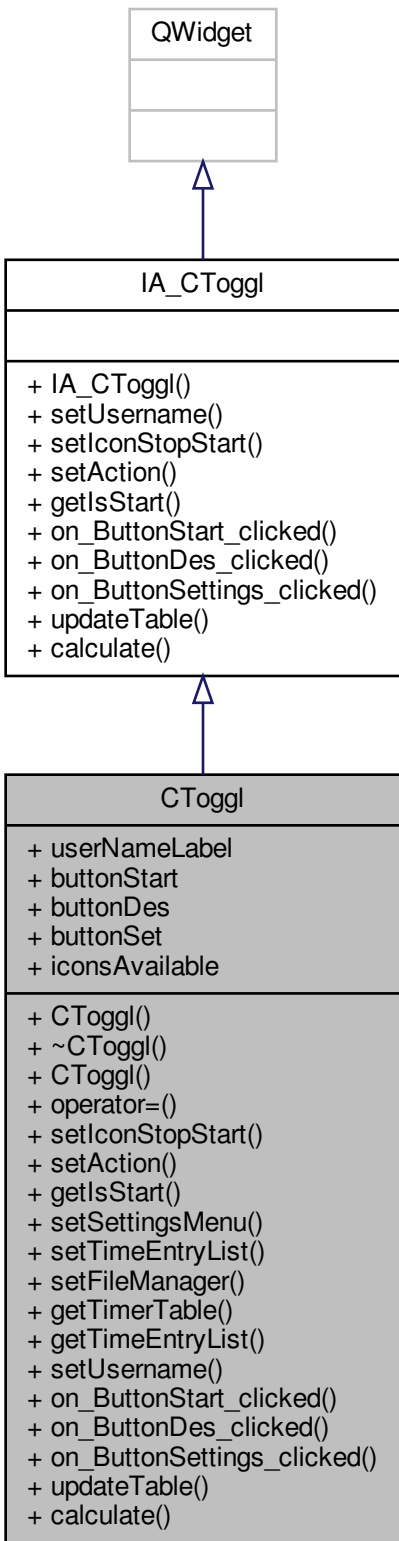 QWidget
IA_CToggl
+ IA_CToggl()
+ setUsername()
+ setIconStopStart()
+ setAction()
+ getIsStart()
+ on_ButtonStart_clicked()
+ on_ButtonDes_clicked()
+ on_ButtonSettings_clicked()
+ updateTable()
+ calculate()
CToggl
+ userNameLabel
+ buttonStart
+ buttonDes
+ buttonSet
+ iconsAvailable
+ CToggl()
+ ~CToggl()
+ CToggl()
+ operator=()
+ setIconStopStart()
+ setAction()
+ getIsStart()
+ setSettingsMenu()
+ setTimeEntryList()
+ setFileManager()
+ getTimerTable()
+ getTimeEntryList()
+ setUsername()
+ on_ButtonStart_clicked()
+ on_ButtonDes_clicked()
+ on_ButtonSettings_clicked()
+ updateTable()
+ calculate()